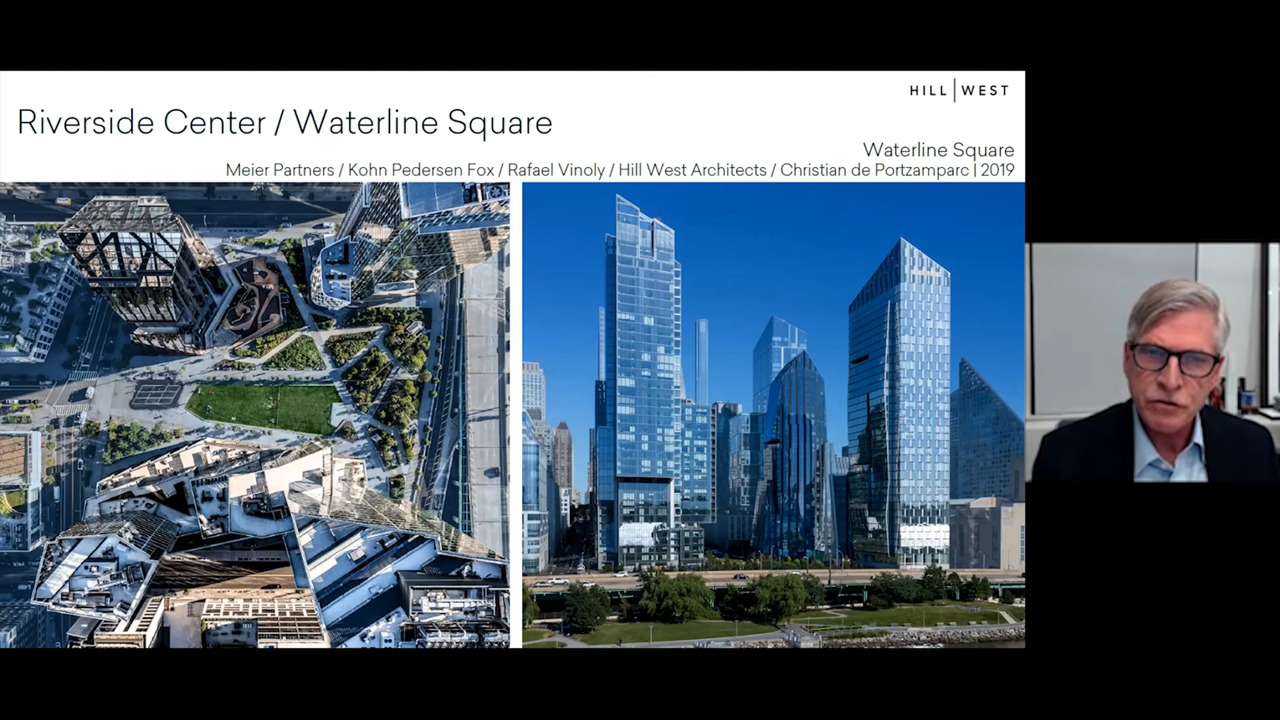 HILL WEST
Riverside Center / Waterline Square
Waterline Square
Meier Partners / Kohn Pedersen Fox / Rafael Vinoly / Hill West Architects / Christian de Portzamparc | 2019